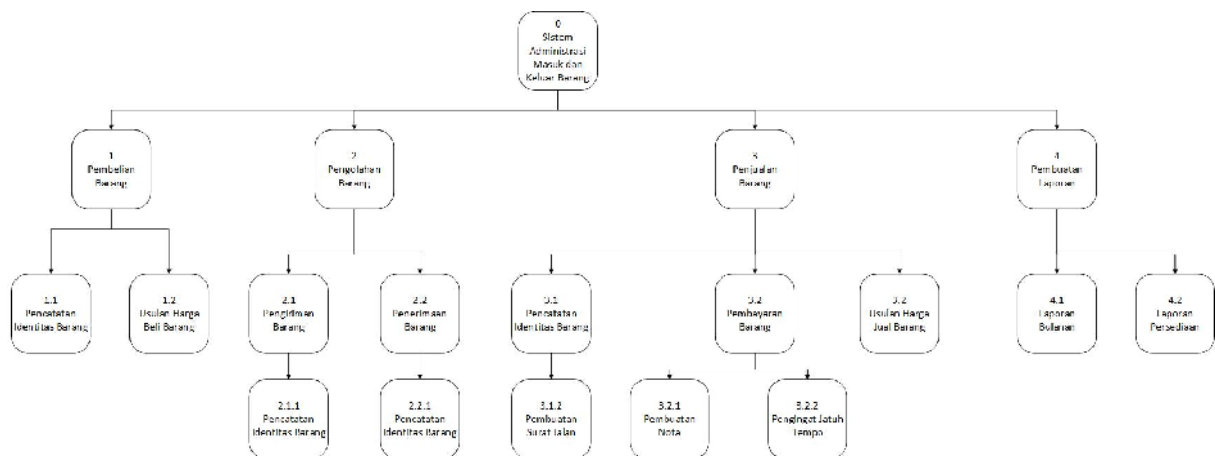 0
Sistem
Administrasi
Masuk dan
Keluar Barang
1
Pembelian
Barang
2
Pengolahan
Barang
3
Penjualan
Barang
4
Pembuatan
Laporan
1.1
Pencatatan
Identitas Barang
1.2
Usulan Harga
Beli Barang
2.1
Pengiriman
Barang
2.2
Penerimaan
Barang
3.1
Pencatatan
Identitas Barang
3.2
Pembayaran
Barang
3.2
Usulan Harga
Jual Barang
4.1
Laporan
Bulanan
4.2
Laporan
Persediaan
2.1.1
Pencatatan
Identitas Barang
2.2.1
Pencatatan
Identitas Barang
3.1.2
Pembuatan
Surat Jalan
3.2.1
Pembuatan
Nota
3.2.2
Pengingat Jatuh
Tempo